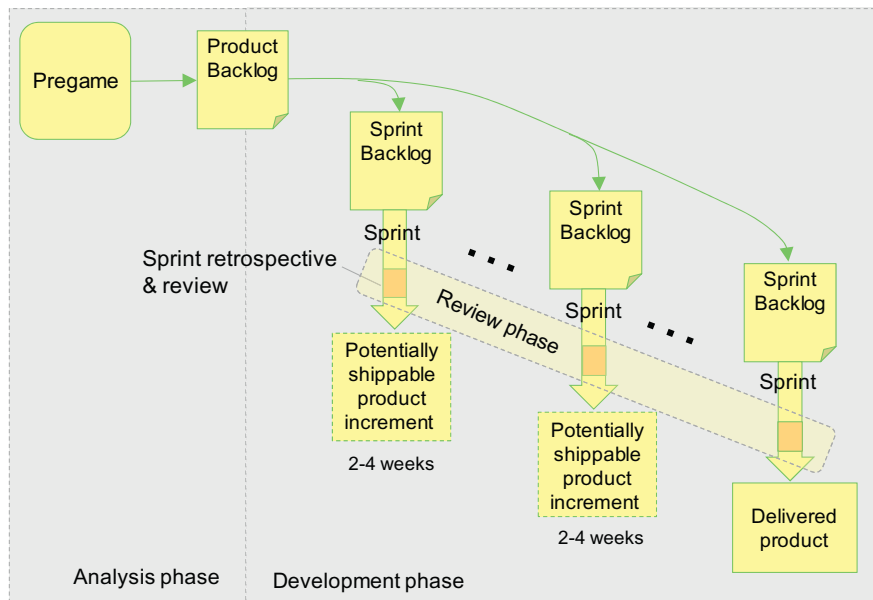 Pregame
Product
Backlog
Sprint
Backlog
Sprint
Backlog
Sprint
Backlog
Sprint
Sprint retrospective
& review
Review phase
Sprint
Sprint
Potentially
shippable
product
increment
2-4 weeks
Potentially
shippable
product
increment
2-4 weeks
Delivered
product
Analysis phase
Development phase